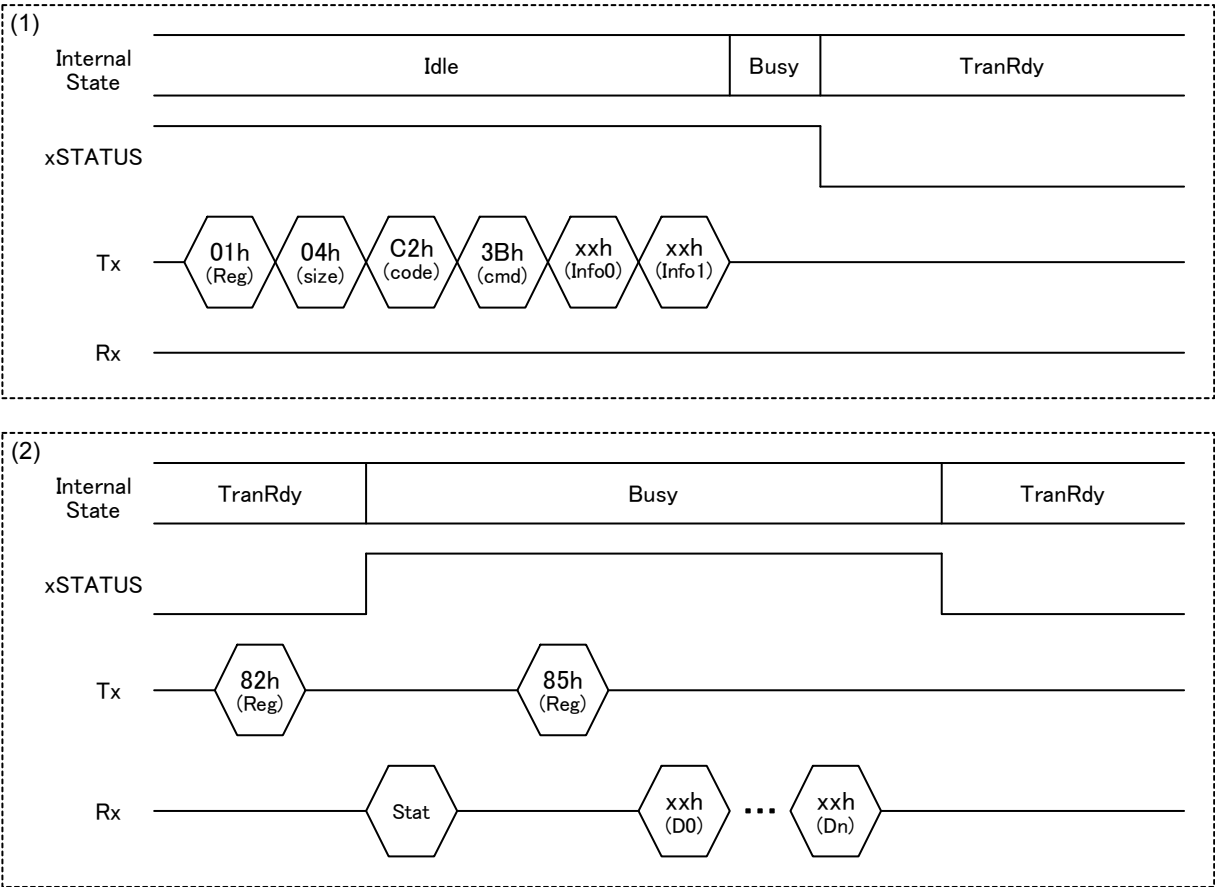 (1)
Internal
State
Idle
Busy
TranRdy
xSTATUS
Tx
01h
(Reg)
04h
(size)
C2h
(code)
3Bh
(cmd)
xxh
(Info0)
xxh
(Info1)
Rx
(2)
Internal
State
TranRdy
Busy
TranRdy
xSTATUS
Tx
82h
(Reg)
85h
(Reg)
Rx
Stat
xxh
(D0)
...
xxh
(Dn)